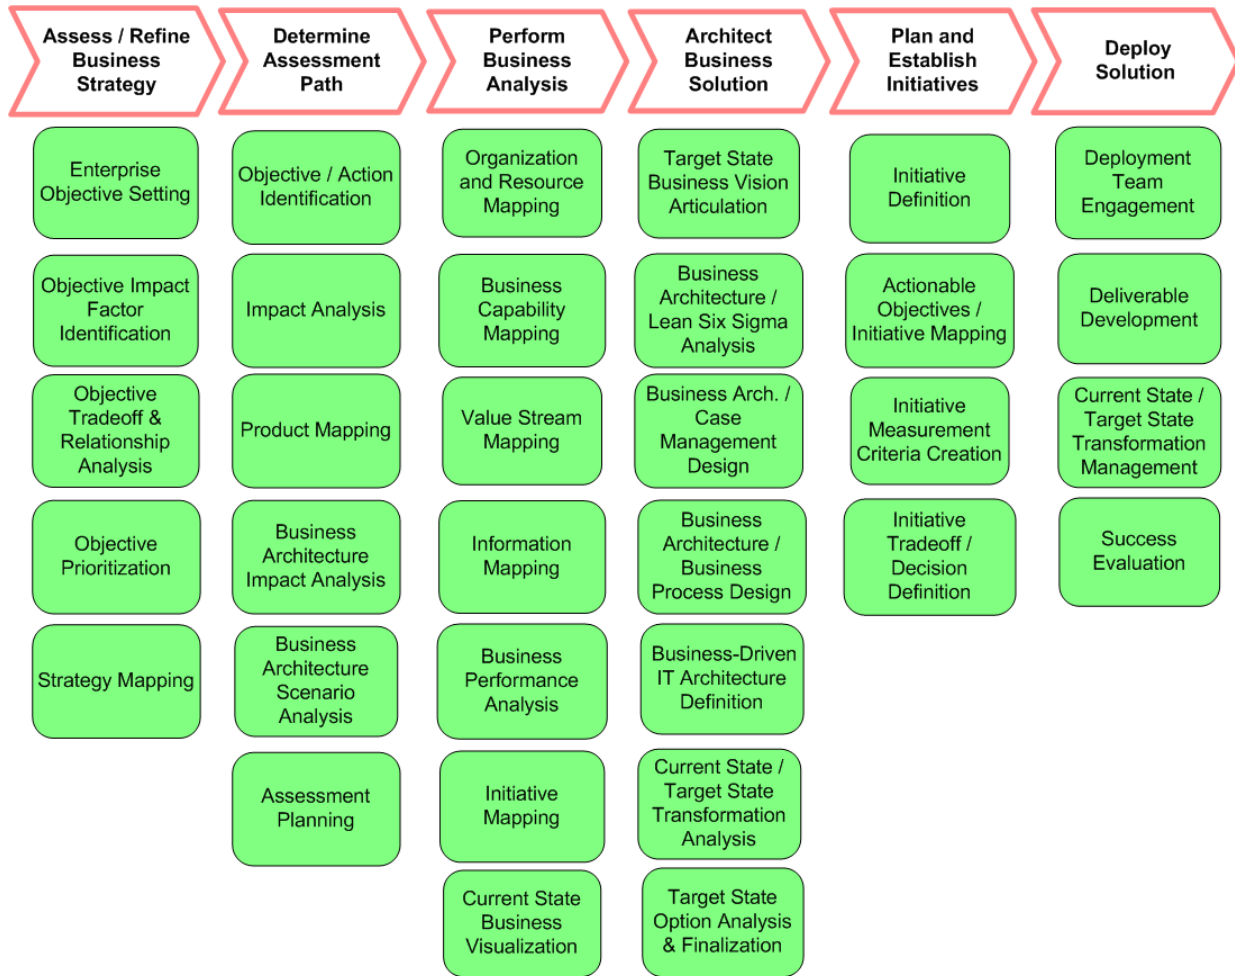 Assess / Refine
Business
Strategy
Determine
Assessment
Path
Perform
Business
Analysis
Architect
Business
Solution
Plan and
Establish
Initiatives
Deploy
Solution
Enterprise
Objective Setting
Objective Impact
Factor
Identification
Objective
Tradeoff &
Relationship
Analysis
Objective
Prioritization
Strategy Mapping
Objective / Action
Identification
Impact Analysis
Product Mapping
Business
Architecture
Impact Analysis
Business
Architecture
Scenario
Analysis
Assessment
Planning
Organization
and Resource
Mapping
Business
Capability
Mapping
Value Stream
Mapping
Information
Mapping
Business
Performance
Analysis
Initiative
Mapping
Current State
Business
Visualization
Target State
Business Vision
Articulation
Business
Architecture /
Lean Six Sigma
Analysis
Business Arch. /
Case
Management
Design
Business
Architecture /
Business
Process Design
Business-Driven
IT Architecture
Definition
Current State /
Target State
Transformation
Analysis
Target State
Option Analysis
& Finalization
Initiative
Definition
Actionable
Objectives /
Initiative Mapping
Initiative
Measurement
Criteria Creation
Initiative
Tradeoff /
Decision
Definition
Deployment
Team
Engagement
Deliverable
Development
Current State /
Target State
Transformation
Management
Success
Evaluation